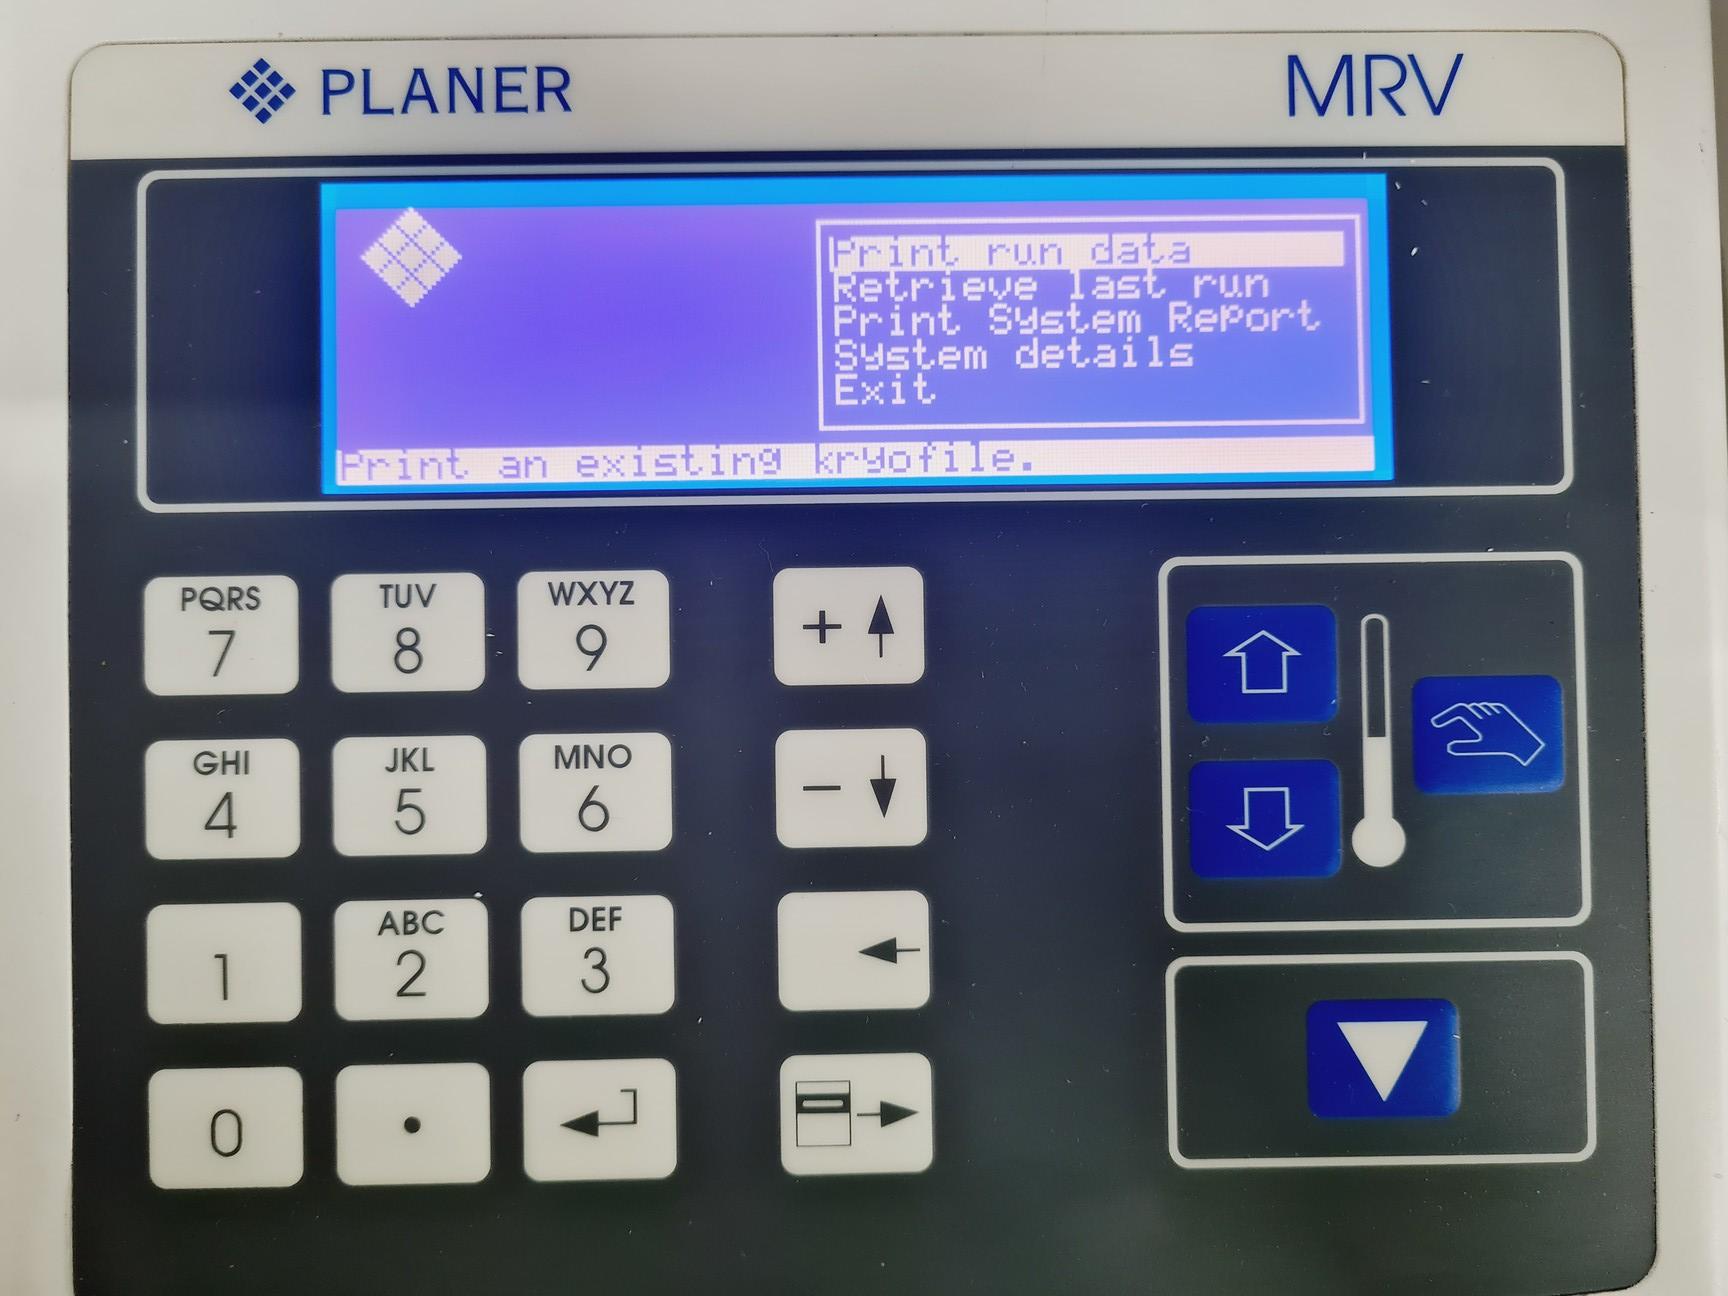 PLANER
MRV
Print run data
Retrieve last run
Print System Report
System details
Exit
Print an existing kryofile.
PQRS
7
TUV
8
WXYZ
9
+
GHI
4
JKL
5
MNO
6
−
1
ABC
2
DEF
3
0
.